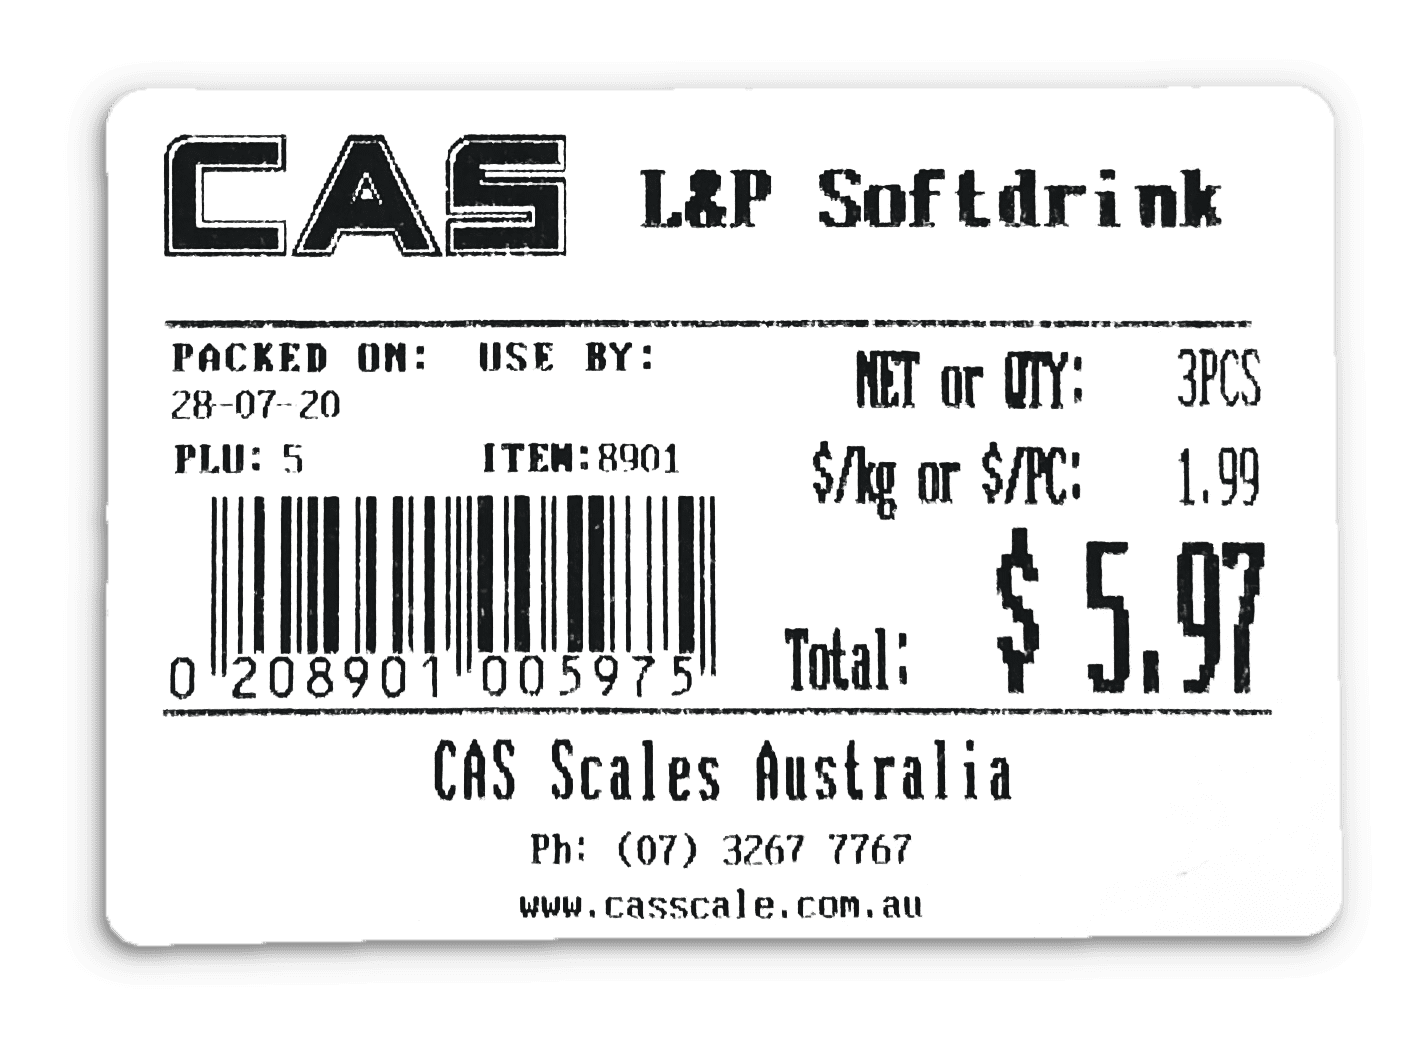 CAS L&P Softdrink
PACKED ON: USE BY:
28-07-20
NET or QTY: 3PCS
PLU: 5 ITEM:8901
$/kg or $/PC: 1.99
0 208901 005975
Total: $ 5.97
CAS Scales Australia
Ph: (07) 3267 7767
www.casscale.com.au